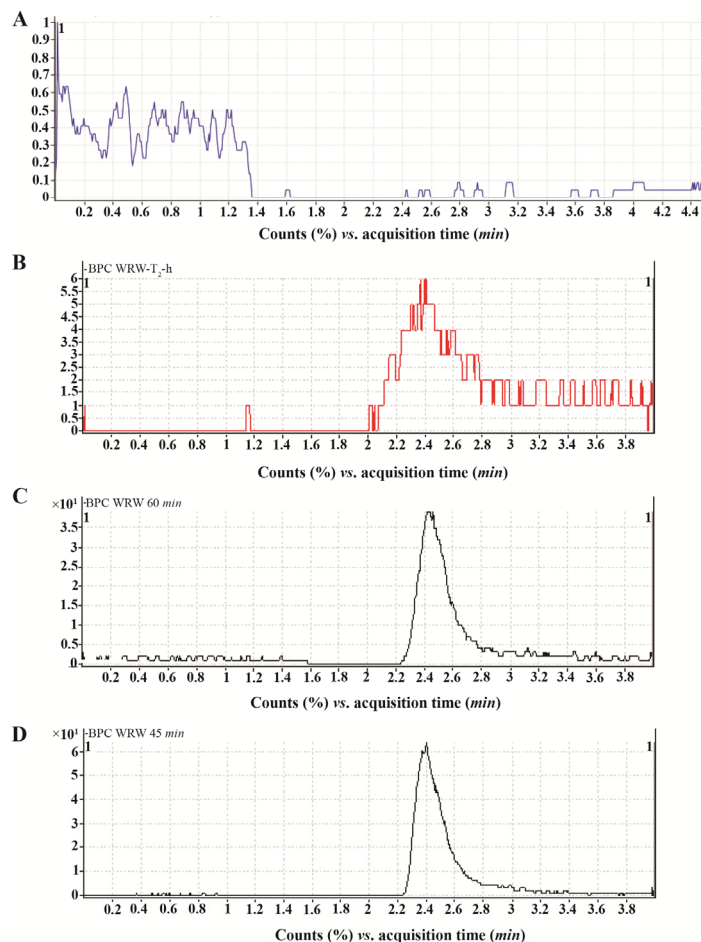 A
1
1
0.9
0.8
0.7
0.6
0.5
0.4
0.3
0.2
0.1
0
0.2 0.4 0.6 0.8 1 1.2 1.4 1.6 1.8 2 2.2 2.4 2.6 2.8 3 3.2 3.4 3.6 3.8 4 4.2 4.4
Counts (%) vs. acquisition time (min)
B
-BPC WRW-T2-h
1 1
6
5.5
5
4.5
4
3.5
3
2.5
2
1.5
1
0.5
0
0.2 0.4 0.6 0.8 1 1.2 1.4 1.6 1.8 2 2.2 2.4 2.6 2.8 3 3.2 3.4 3.6 3.8
Counts (%) vs. acquisition time (min)
C
×10¹ -BPC WRW 60 min
1 1
3.5
3
2.5
2
1.5
1
0.5
0
0.2 0.4 0.6 0.8 1 1.2 1.4 1.6 1.8 2 2.2 2.4 2.6 2.8 3 3.2 3.4 3.6 3.8
Counts (%) vs. acquisition time (min)
D
×10¹ -BPC WRW 45 min
1 1
6
5
4
3
2
1
0
0.2 0.4 0.6 0.8 1 1.2 1.4 1.6 1.8 2 2.2 2.4 2.6 2.8 3 3.2 3.4 3.6 3.8
Counts (%) vs. acquisition time (min)